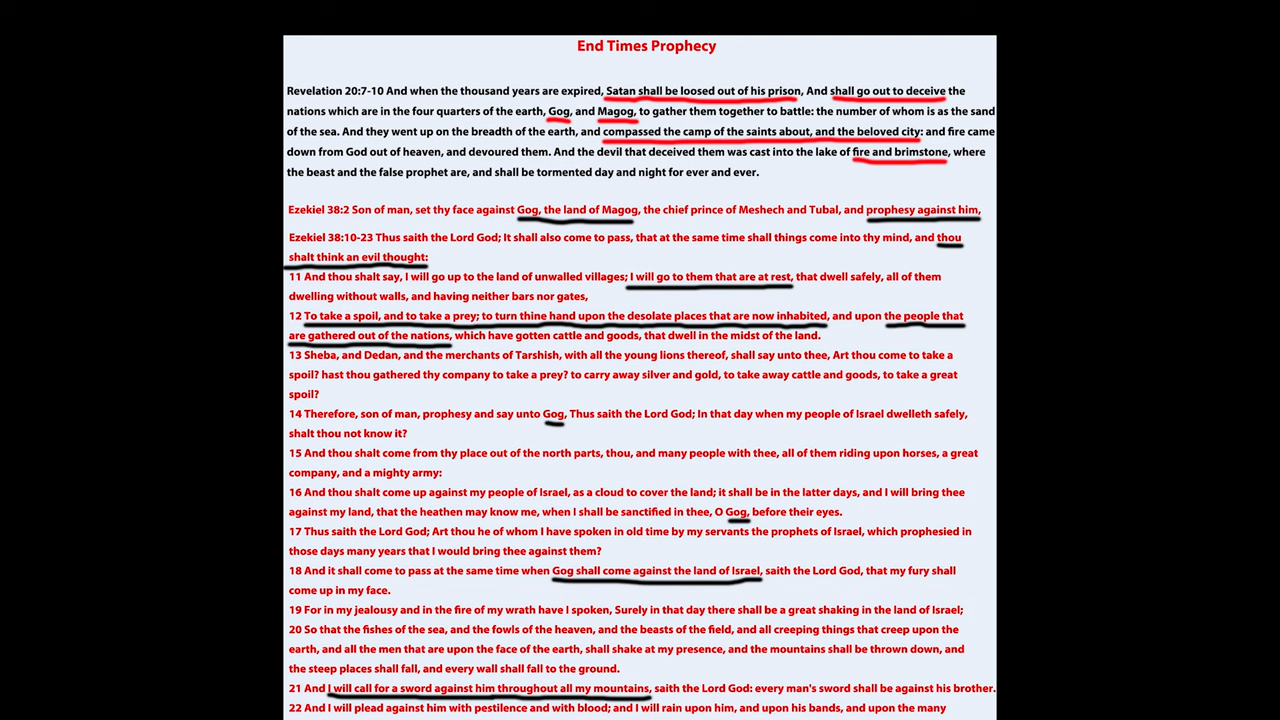 End Times Prophecy
Revelation 20:7-10 And when the thousand years are expired, Satan shall be loosed out of his prison, And shall go out to deceive the
nations which are in the four quarters of the earth, Gog, and Magog, to gather them together to battle: the number of whom is as the sand
of the sea. And they went up on the breadth of the earth, and compassed the camp of the saints about, and the beloved city: and fire came
down from God out of heaven, and devoured them. And the devil that deceived them was cast into the lake of fire and brimstone, where
the beast and the false prophet are, and shall be tormented day and night for ever and ever.
Ezekiel 38:2 Son of man, set thy face against Gog, the land of Magog, the chief prince of Meshech and Tubal, and prophesy against him,
Ezekiel 38:10-23 Thus saith the Lord God; It shall also come to pass, that at the same time shall things come into thy mind, and thou
shalt think an evil thought:
11 And thou shalt say, I will go up to the land of unwalled villages; I will go to them that are at rest, that dwell safely, all of them
dwelling without walls, and having neither bars nor gates,
12 To take a spoil, and to take a prey; to turn thine hand upon the desolate places that are now inhabited, and upon the people that
are gathered out of the nations, which have gotten cattle and goods, that dwell in the midst of the land.
13 Sheba, and Dedan, and the merchants of Tarshish, with all the young lions thereof, shall say unto thee, Art thou come to take a
spoil? hast thou gathered thy company to take a prey? to carry away silver and gold, to take away cattle and goods, to take a great
spoil?
14 Therefore, son of man, prophesy and say unto Gog, Thus saith the Lord God; In that day when my people of Israel dwelleth safely,
shalt thou not know it?
15 And thou shalt come from thy place out of the north parts, thou, and many people with thee, all of them riding upon horses, a great
company, and a mighty army:
16 And thou shalt come up against my people of Israel, as a cloud to cover the land; it shall be in the latter days, and I will bring thee
against my land, that the heathen may know me, when I shall be sanctified in thee, O Gog, before their eyes.
17 Thus saith the Lord God; Art thou he of whom I have spoken in old time by my servants the prophets of Israel, which prophesied in
those days many years that I would bring thee against them?
18 And it shall come to pass at the same time when Gog shall come against the land of Israel, saith the Lord God, that my fury shall
come up in my face.
19 For in my jealousy and in the fire of my wrath have I spoken, Surely in that day there shall be a great shaking in the land of Israel;
20 So that the fishes of the sea, and the fowls of the heaven, and the beasts of the field, and all creeping things that creep upon the
earth, and all the men that are upon the face of the earth, shall shake at my presence, and the mountains shall be thrown down, and
the steep places shall fall, and every wall shall fall to the ground.
21 And I will call for a sword against him throughout all my mountains, saith the Lord God: every man's sword shall be against his brother.
22 And I will plead against him with pestilence and with blood; and I will rain upon him, and upon his bands, and upon the many